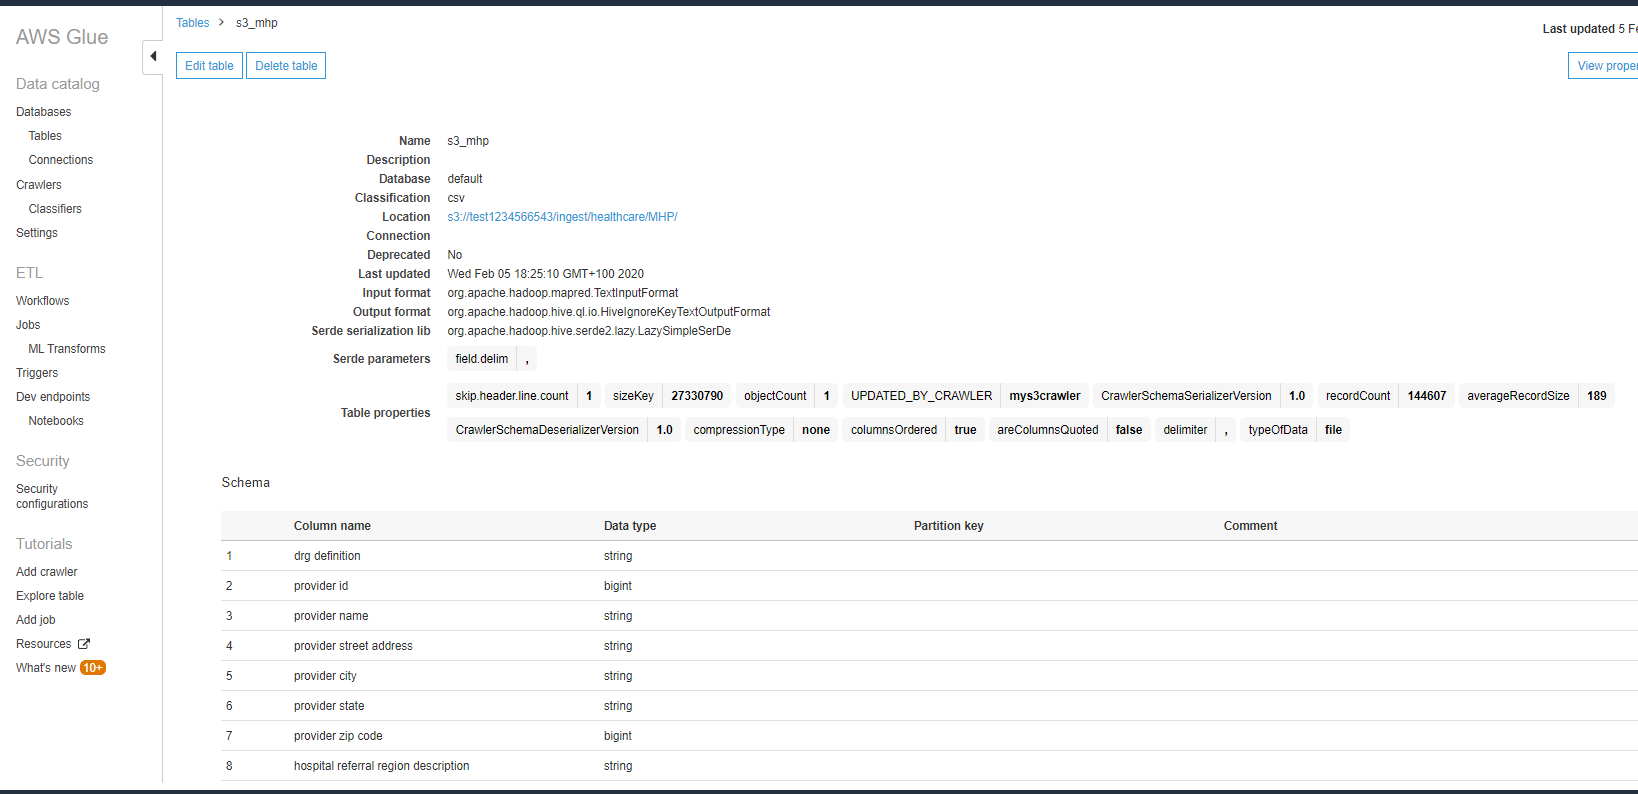 AWS Glue
Data catalog
Databases
Tables
Connections
Crawlers
Classifiers
Settings
ETL
Workflows
Jobs
ML Transforms
Triggers
Dev endpoints
Notebooks
Security
Security
configurations
Tutorials
Add crawler
Explore table
Add job
Resources
What's new 10+
Tables > s3_mhp
Last updated 5 Fe
Edit table Delete table
View proper
Name s3_mhp
Description
Database default
Classification csv
Location s3://test1234566543/ingest/healthcare/MHP/
Connection
Deprecated No
Last updated Wed Feb 05 18:25:10 GMT+100 2020
Input format org.apache.hadoop.mapred.TextInputFormat
Output format org.apache.hadoop.hive.ql.io.HiveIgnoreKeyTextOutputFormat
Serde serialization lib org.apache.hadoop.hive.serde2.lazy.LazySimpleSerDe
Serde parameters field.delim ,
Table properties
skip.header.line.count 1 sizeKey 27330790 objectCount 1 UPDATED_BY_CRAWLER mys3crawler CrawlerSchemaSerializerVersion 1.0 recordCount 144607 averageRecordSize 189
CrawlerSchemaDeserializerVersion 1.0 compressionType none columnsOrdered true areColumnsQuoted false delimiter , typeOfData file
Schema
Column name Data type Partition key Comment
1 drg definition string
2 provider id bigint
3 provider name string
4 provider street address string
5 provider city string
6 provider state string
7 provider zip code bigint
8 hospital referral region description string